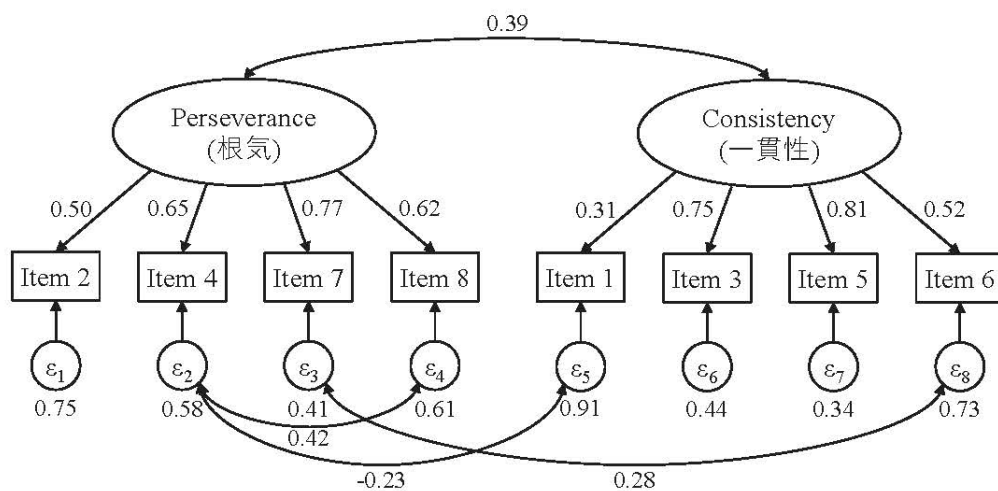 0.39
Perseverance
(根気)
Consistency
(一貫性)
0.50
0.65
0.77
0.62
0.31
0.75
0.81
0.52
Item 2
Item 4
Item 7
Item 8
Item 1
Item 3
Item 5
Item 6
ε1
ε2
ε3
ε4
ε5
ε6
ε7
ε8
0.75
0.58
0.41
0.61
0.91
0.44
0.34
0.73
0.42
-0.23
0.28